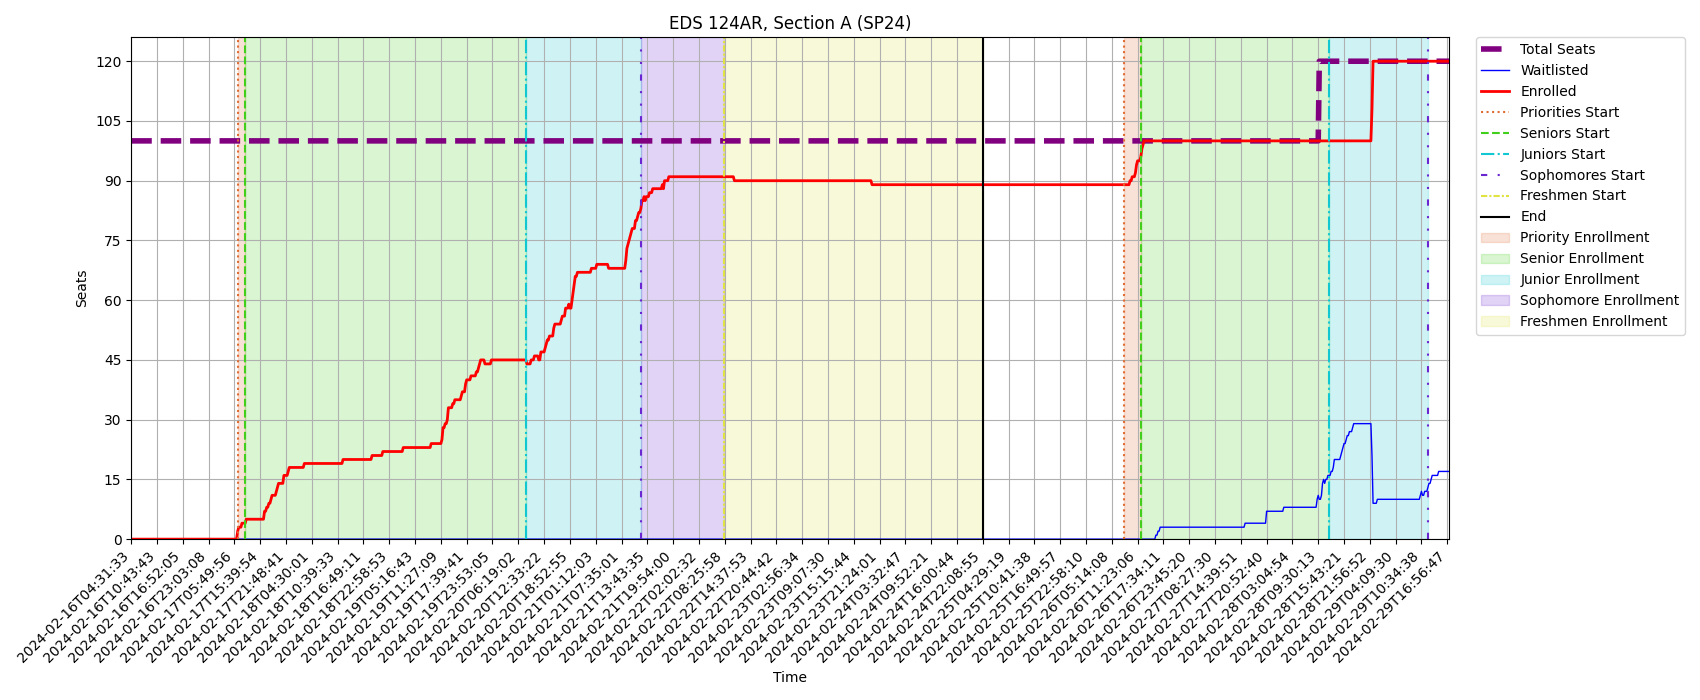 EDS 124AR, Section A (SP24)
Total Seats
Waitlisted
Enrolled
Priorities Start
Seniors Start
Juniors Start
Sophomores Start
Freshmen Start
End
Priority Enrollment
Senior Enrollment
Junior Enrollment
Sophomore Enrollment
Freshmen Enrollment
Seats
120
105
90
75
60
45
30
15
0
2024-02-16T04:31:33
2024-02-16T10:43:43
2024-02-16T16:52:05
2024-02-16T23:03:08
2024-02-17T05:49:56
2024-02-17T15:39:54
2024-02-17T21:48:41
2024-02-18T04:30:01
2024-02-18T10:39:33
2024-02-18T16:49:11
2024-02-18T22:58:53
2024-02-19T05:16:43
2024-02-19T11:27:09
2024-02-19T17:39:41
2024-02-19T23:53:05
2024-02-20T06:19:02
2024-02-20T12:33:22
2024-02-20T18:52:55
2024-02-21T01:12:03
2024-02-21T07:35:01
2024-02-21T13:43:35
2024-02-21T19:54:00
2024-02-22T02:02:32
2024-02-22T08:25:58
2024-02-22T14:37:53
2024-02-22T20:44:42
2024-02-23T02:56:34
2024-02-23T09:07:30
2024-02-23T15:15:44
2024-02-23T21:24:01
2024-02-24T03:32:47
2024-02-24T09:52:21
2024-02-24T16:00:44
2024-02-24T22:08:55
2024-02-25T04:29:19
2024-02-25T10:41:38
2024-02-25T16:49:57
2024-02-25T22:58:10
2024-02-26T05:14:08
2024-02-26T11:23:06
2024-02-26T17:34:11
2024-02-26T23:45:20
2024-02-27T08:27:30
2024-02-27T14:39:51
2024-02-27T20:52:40
2024-02-28T03:04:54
2024-02-28T09:30:13
2024-02-28T15:43:21
2024-02-28T21:56:52
2024-02-29T04:09:30
2024-02-29T10:34:38
2024-02-29T16:56:47
Time